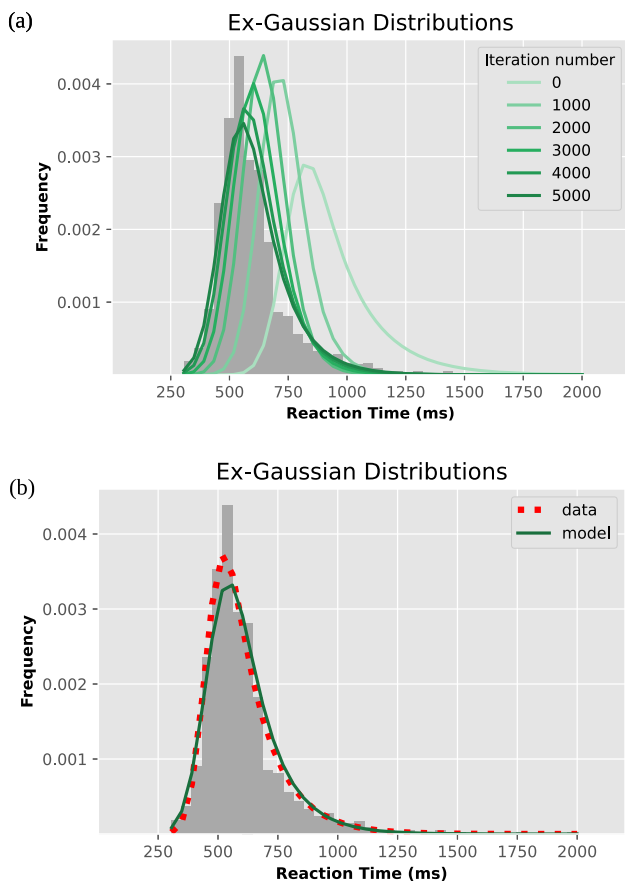 (a)
Ex-Gaussian Distributions
Iteration number
0
1000
2000
3000
4000
5000
Frequency
0.004
0.003
0.002
0.001
250 500 750 1000 1250 1500 1750 2000
Reaction Time (ms)
(b)
Ex-Gaussian Distributions
data
model
Frequency
0.004
0.003
0.002
0.001
250 500 750 1000 1250 1500 1750 2000
Reaction Time (ms)